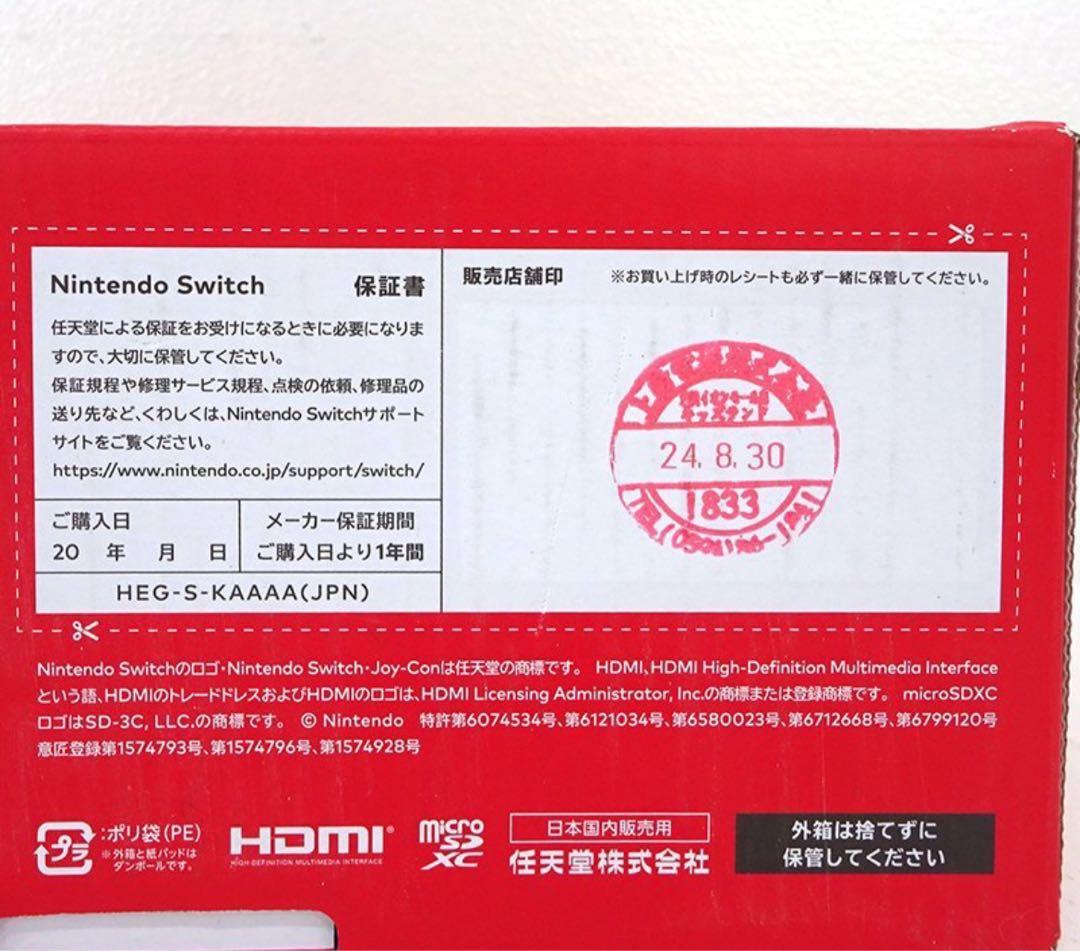 Nintendo Switch 保証書
任天堂による保証をお受けになるときに必要になりま
すので、大切に保管してください。
保証規程や修理サービス規程、点検の依頼、修理品の
送り先など、くわしくは、Nintendo Switchサポート
サイトをご覧ください。
https://www.nintendo.co.jp/support/switch/
ご購入日
20 年 月 日
メーカー保証期間
ご購入日より1年間
HEG-S-KAAAA(JPN)
販売店舗印 ※お買い上げ時のレシートも必ず一緒に保管してください。
24. 8. 30
1833
Nintendo Switchのロゴ・Nintendo Switch・Joy-Conは任天堂の商標です。 HDMI、HDMI High-Definition Multimedia Interface
という語、HDMIのトレードドレスおよびHDMIのロゴは、HDMI Licensing Administrator, Inc.の商標または登録商標です。 microSDXC
ロゴはSD-3C, LLC.の商標です。 © Nintendo 特許第6074534号、第6121034号、第6580023号、第6712668号、第6799120号
意匠登録第1574793号、第1574796号、第1574928号
プラ
:ポリ袋(PE)
※外箱と紙パッドは
ダンボールです。
HDMI®
HIGH-DEFINITION MULTIMEDIA INTERFACE
micro
SD
XC
日本国内販売用
任天堂株式会社
外箱は捨てずに
保管してください